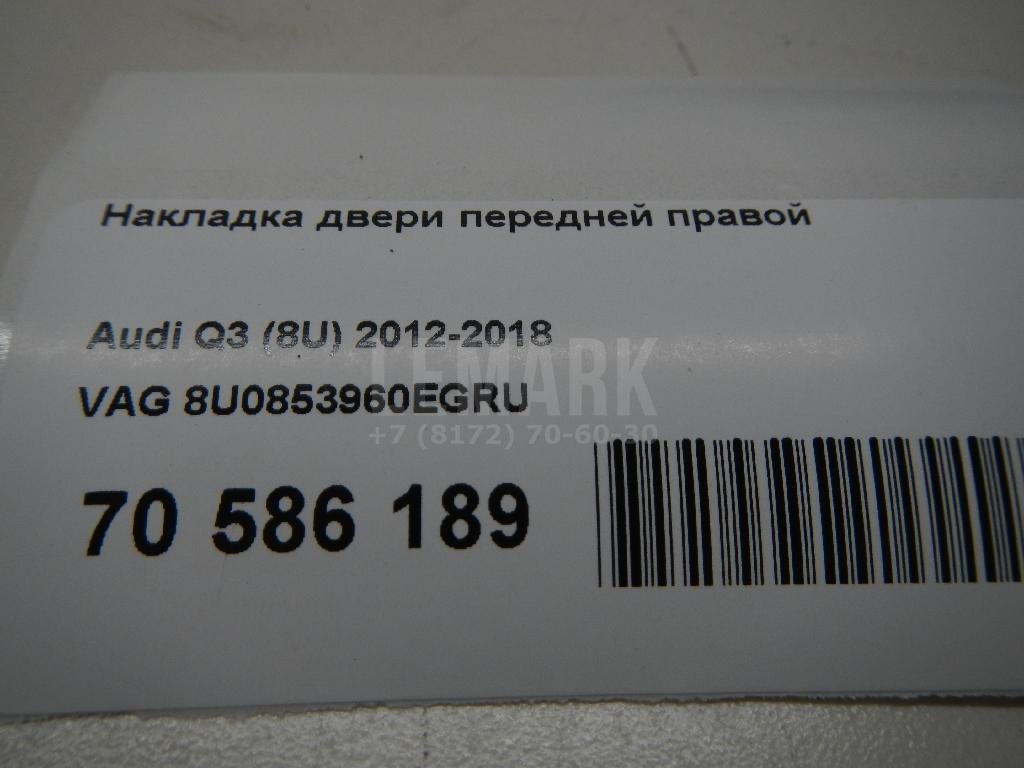 Накладка двери передней правой
Audi Q3 (8U) 2012-2018
VAG 8U0853960EGRU
LEMARK
+7 (8172) 70-60-30
70 586 189